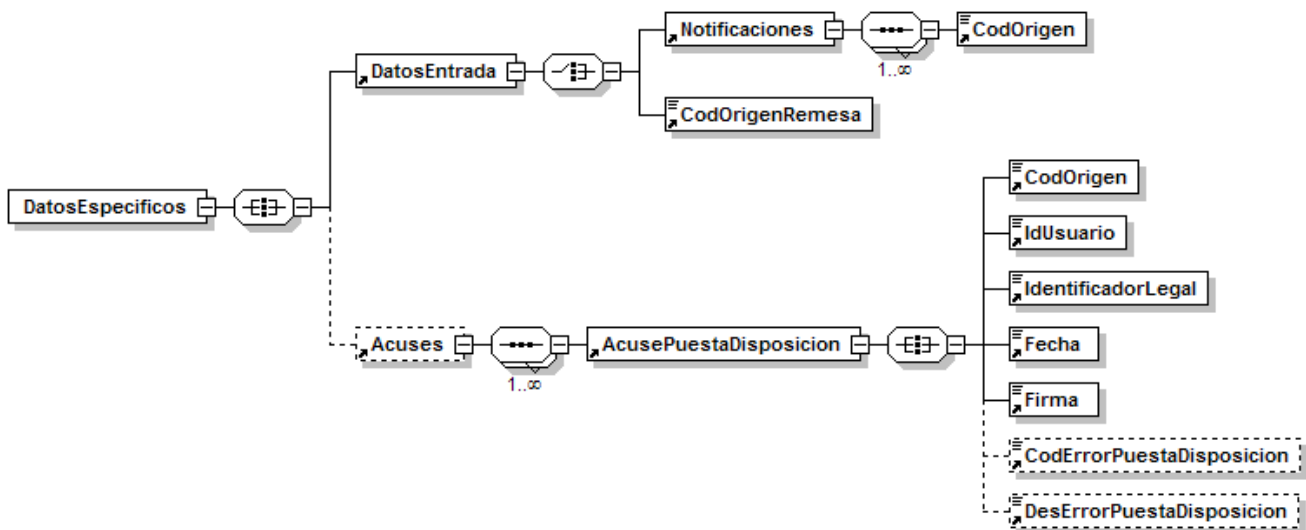 Notificaciones
CodOrigen
1..∞
DatosEntrada
CodOrigenRemesa
DatosEspecificos
CodOrigen
IdUsuario
IdentificadorLegal
Acuses
1..∞
AcusePuestaDisposicion
Fecha
Firma
CodErrorPuestaDisposicion
DesErrorPuestaDisposicion